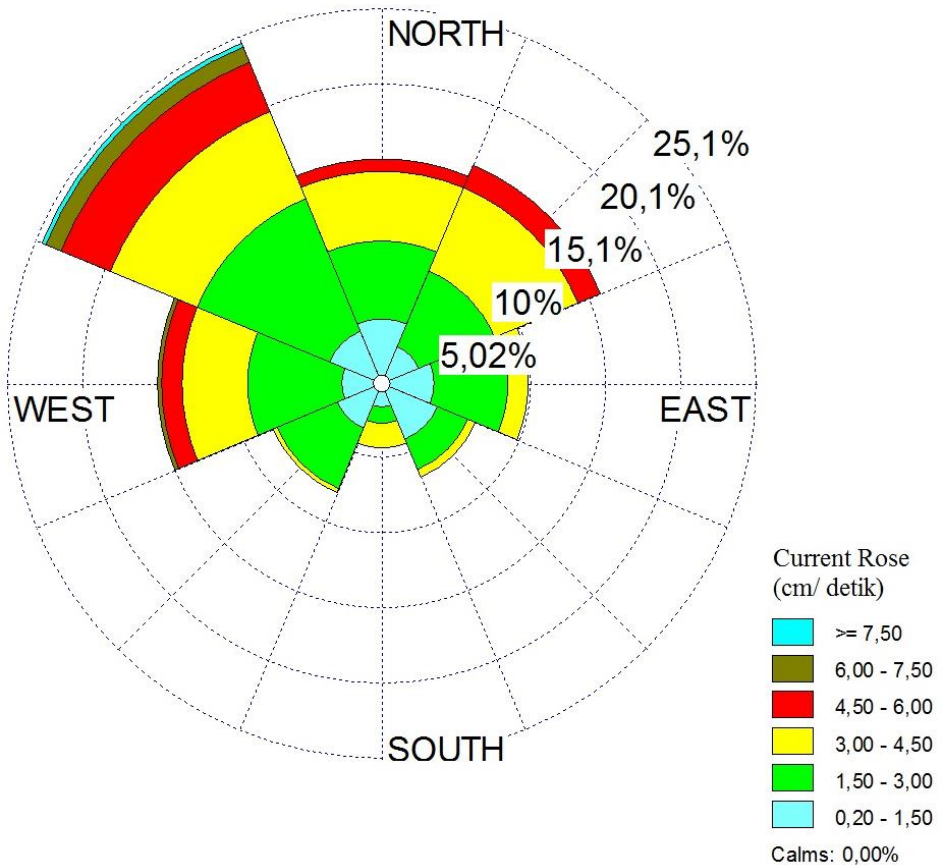 NORTH
25,1%
20,1%
15,1%
10%
5,02%
WEST
EAST
SOUTH
Current Rose
(cm/ detik)
>= 7,50
6,00 - 7,50
4,50 - 6,00
3,00 - 4,50
1,50 - 3,00
0,20 - 1,50
Calms: 0,00%